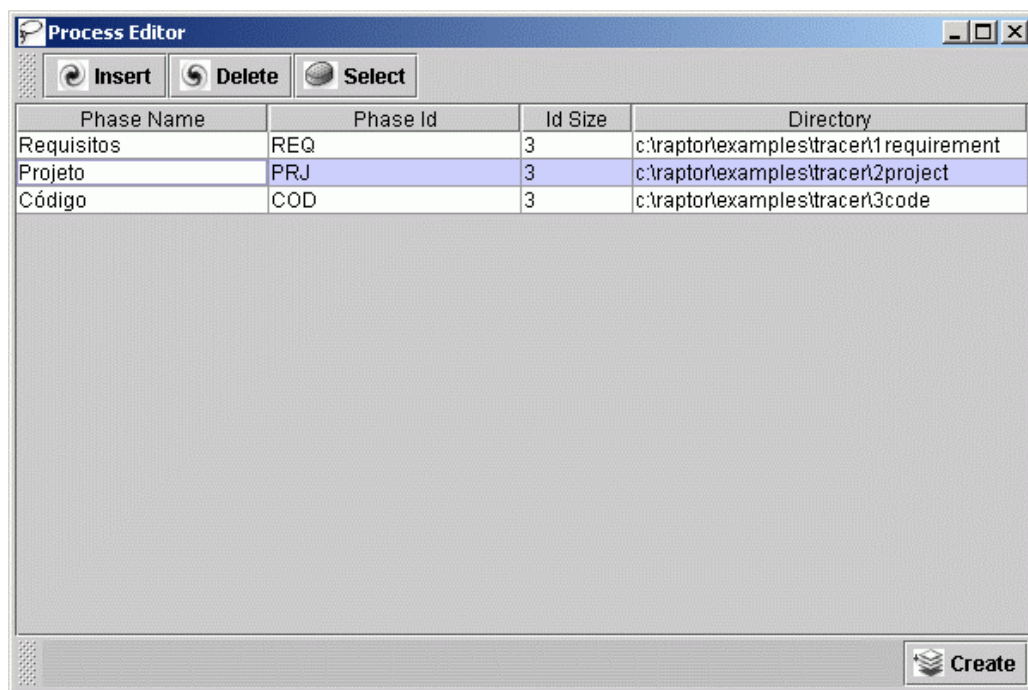 Process Editor
Insert Delete Select
Phase Name Phase Id Id Size Directory
Requisitos REQ 3 c:\raptor\examples\tracer\1requirement
Projeto PRJ 3 c:\raptor\examples\tracer\2project
Código COD 3 c:\raptor\examples\tracer\3code
Create